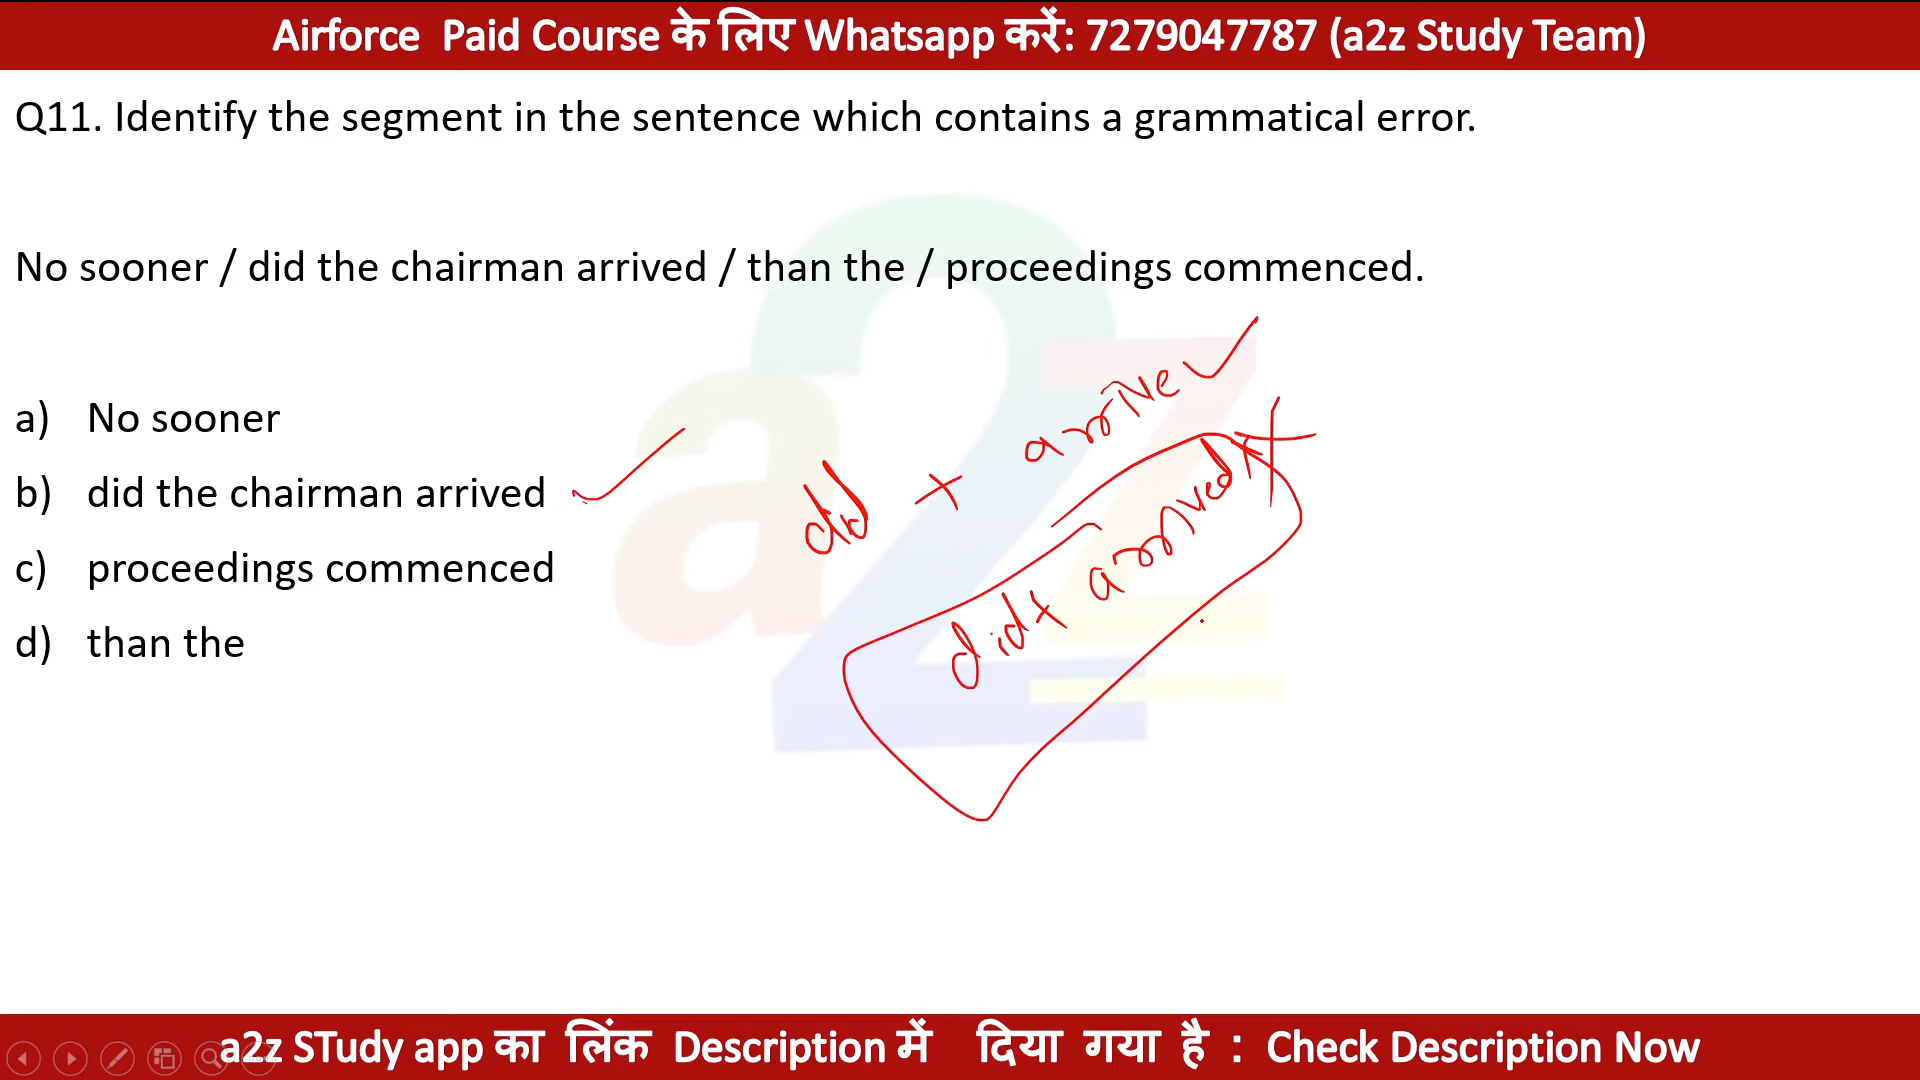 Airforce Paid Course के लिए Whatsapp करें: 7279047787 (a2z Study Team)
Q11. Identify the segment in the sentence which contains a grammatical error.
No sooner / did the chairman arrived / than the / proceedings commenced.
a) No sooner
b) did the chairman arrived
c) proceedings commenced
d) than the
a2z
did + arrive
did + arrived
a2z STudy app का लिंक Description में दिया गया है : Check Description Now